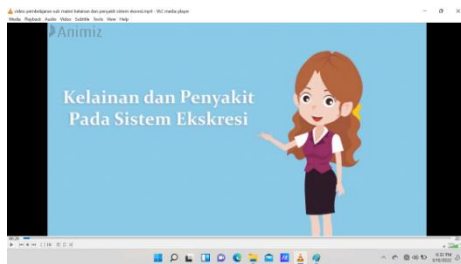 video pembelajaran sub materi kelainan dan penyakit sistem ekskresi.mp4 - VLC media player
Media Playback Audio Video Subtitle Tools View Help
Animiz
Kelainan dan Penyakit
Pada Sistem Ekskresi